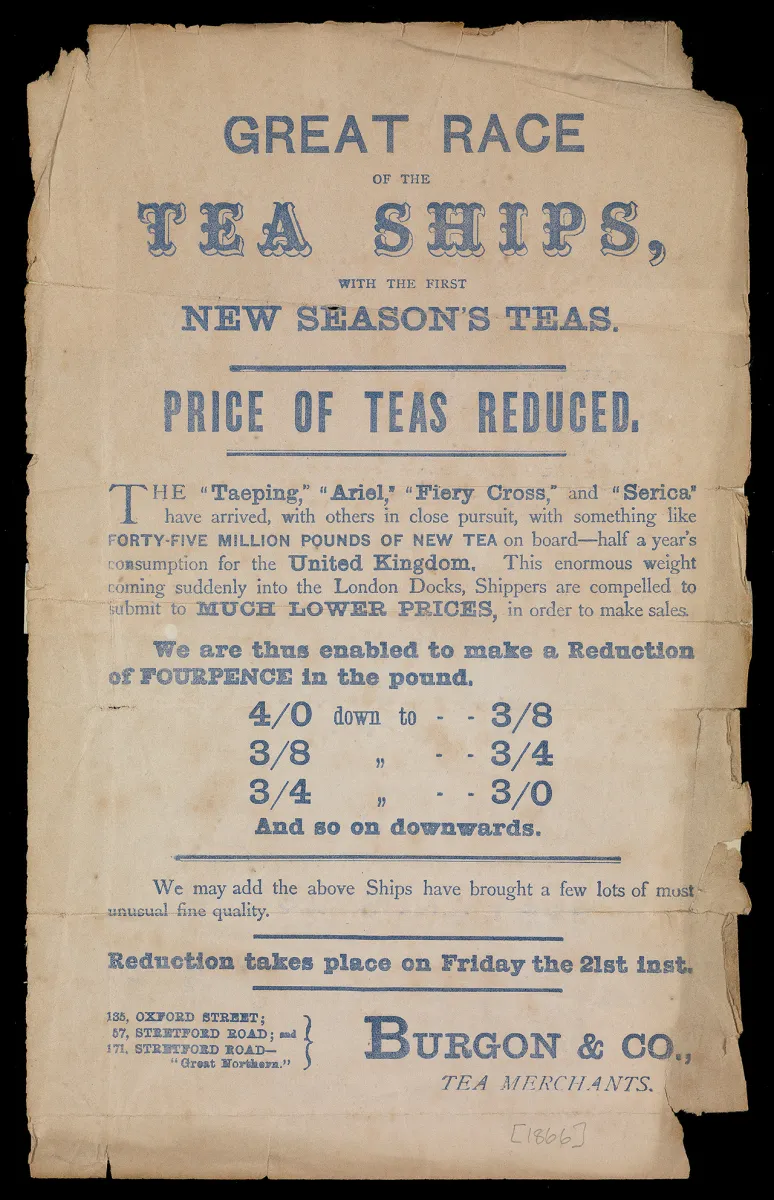 GREAT RACE
OF THE
TEA SHIPS,
WITH THE FIRST
NEW SEASON'S TEAS.
PRICE OF TEAS REDUCED.
THE "Taeping," "Ariel," "Fiery Cross," and "Serica"
have arrived, with others in close pursuit, with something like
FORTY-FIVE MILLION POUNDS OF NEW TEA on board—half a year's
consumption for the United Kingdom. This enormous weight
coming suddenly into the London Docks, Shippers are compelled to
submit to MUCH LOWER PRICES, in order to make sales.
We are thus enabled to make a Reduction
of FOURPENCE in the pound.
4/0 down to - - 3/8
3/8 „ - - 3/4
3/4 „ - - 3/0
And so on downwards.
We may add the above Ships have brought a few lots of most
unusual fine quality.
Reduction takes place on Friday the 21st inst.
135, OXFORD STREET;
57, STRETFORD ROAD; and
171, STRETFORD ROAD—
"Great Northern."
BURGON & CO.,
TEA MERCHANTS.
[1866]